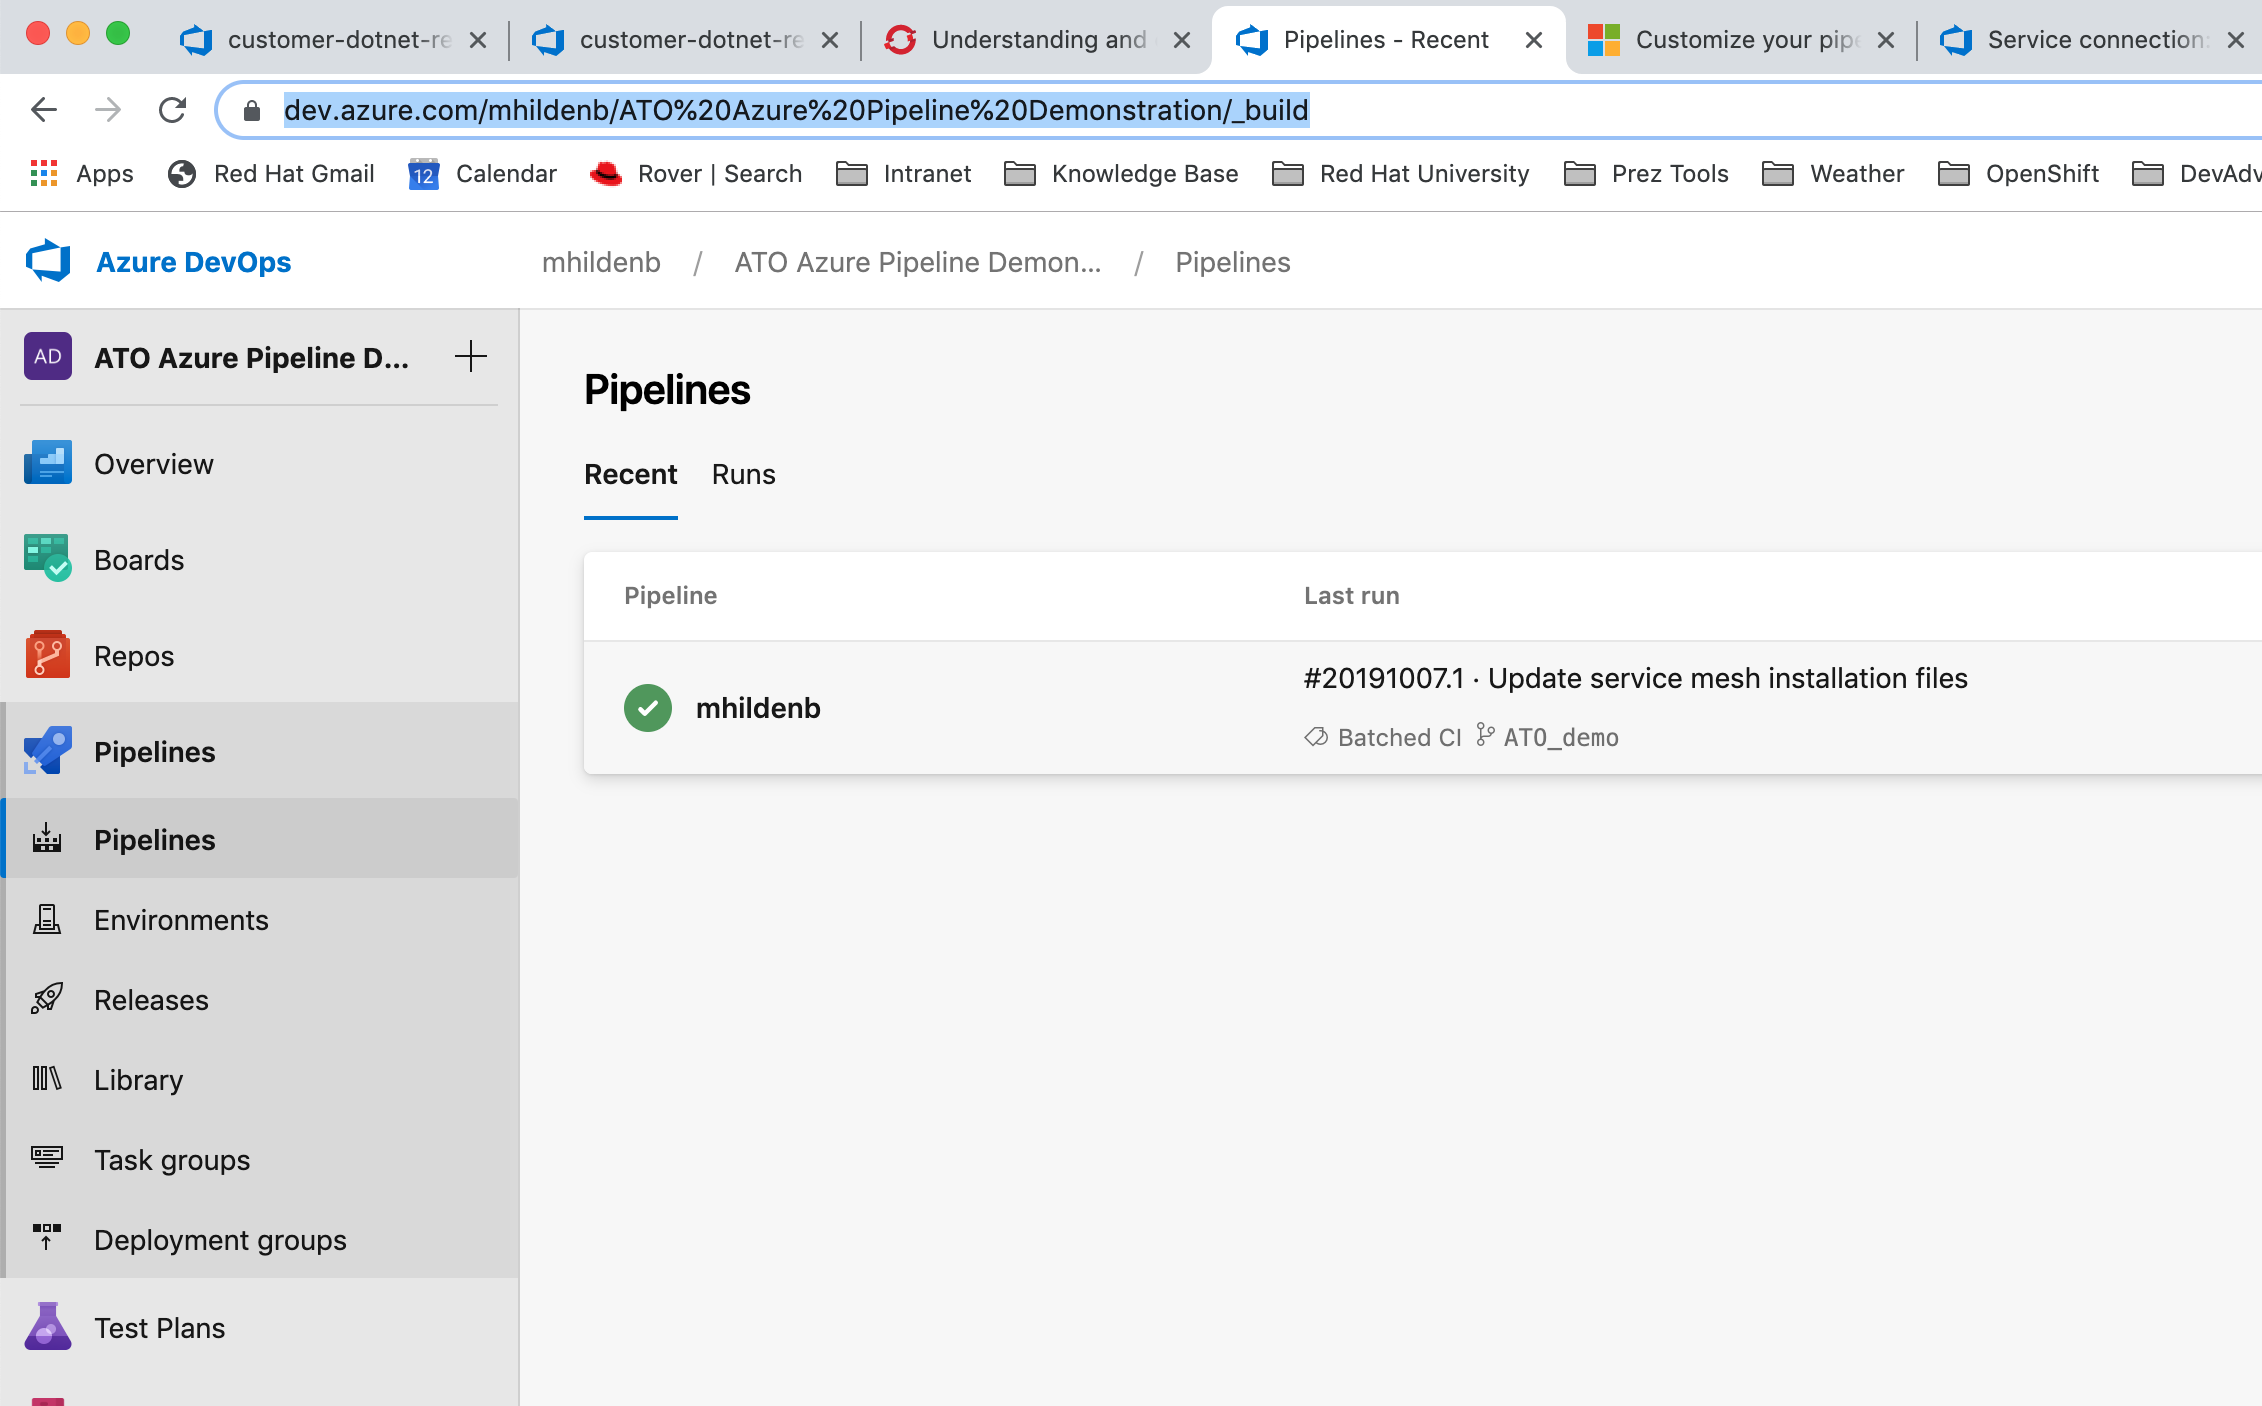 customer-dotnet-re
customer-dotnet-re
Understanding and
Pipelines - Recent
Customize your pipe
Service connection:
dev.azure.com/mhildenb/ATO%20Azure%20Pipeline%20Demonstration/_build
Apps
Red Hat Gmail
12
Calendar
Rover | Search
Intranet
Knowledge Base
Red Hat University
Prez Tools
Weather
OpenShift
DevAdv
Azure DevOps
mhildenb / ATO Azure Pipeline Demon... / Pipelines
AD
ATO Azure Pipeline D...
Overview
Boards
Repos
Pipelines
Pipelines
Environments
Releases
Library
Task groups
Deployment groups
Test Plans
Pipelines
Recent
Runs
Pipeline
Last run
mhildenb
#20191007.1 · Update service mesh installation files
Batched CI
ATO_demo